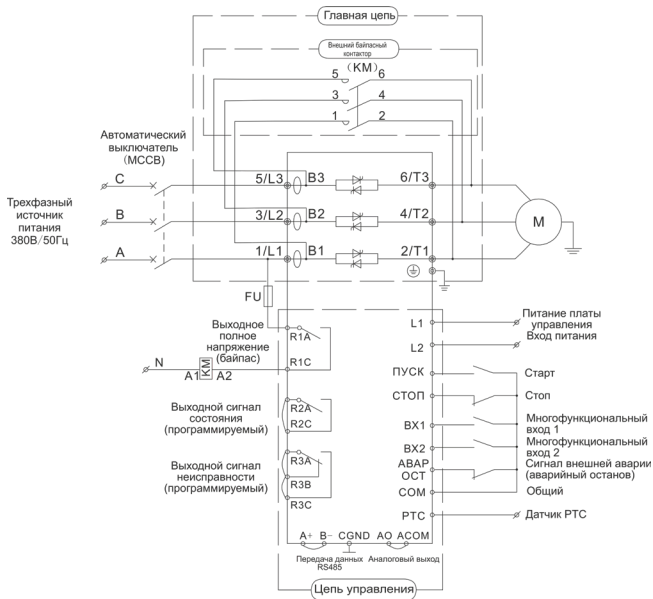 Главная цепь
Внешний байпасный
контактор
(KM)
5 6
3 4
1 2
Автоматический
выключатель
(МССВ)
Трехфазный
источник
питания
380В/50Гц
C 5/L3 B3 6/T3
B 3/L2 B2 4/T2
A 1/L1 B1 2/T1
M
FU
Выходное
полное
напряжение
(байпас)
R1A
R1C
N
KM
A1 A2
Выходной сигнал
состояния
(программируемый)
R2A
R2C
Выходной сигнал
неисправности
(программируемый)
R3A
R3B
R3C
L1
L2
Питание платы
управления
Вход питания
ПУСК Старт
СТОП Стоп
ВХ1
Многофункциональный
вход 1
ВХ2
Многофункциональный
вход 2
АВАР
ОСТ
Сигнал внешней аварии
(аварийный останов)
COM Общий
PTC Датчик PTC
A+ B− CGND AO ACOM
Передача данных
RS485
Аналоговый выход
Цепь управления